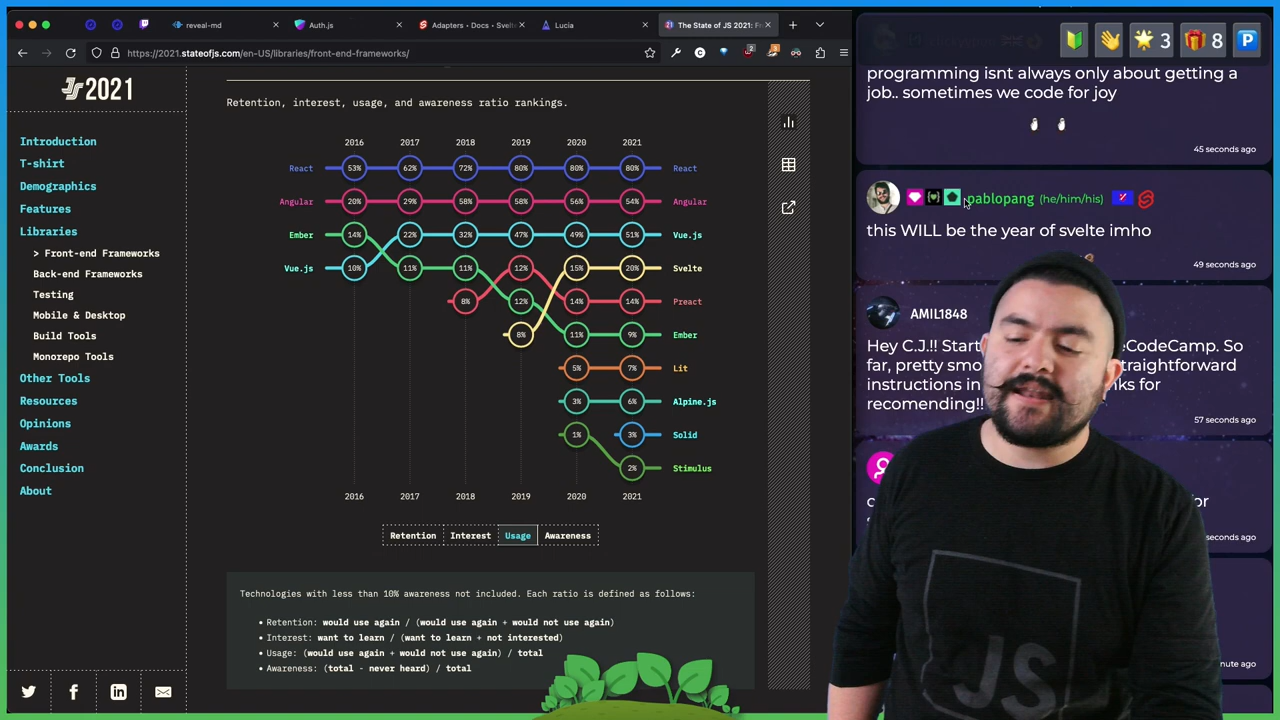 reveal-md
Auth.js
Adapters • Docs • Svelt
Lucia
The State of JS 2021: Fr
https://2021.stateofjs.com/en-US/libraries/front-end-frameworks/
2021
Introduction
T-shirt
Demographics
Features
Libraries
> Front-end Frameworks
Back-end Frameworks
Testing
Mobile & Desktop
Build Tools
Monorepo Tools
Other Tools
Resources
Opinions
Awards
Conclusion
About
Retention, interest, usage, and awareness ratio rankings.
2016 2017 2018 2019 2020 2021
React 53% 62% 72% 80% 80% 80% React
Angular 20% 29% 58% 58% 56% 54% Angular
Ember 14% 22% 32% 47% 49% 51% Vue.js
Vue.js 10% 11% 11% 12% 15% 20% Svelte
8% 12% 14% 14% Preact
8% 11% 9% Ember
5% 7% Lit
3% 6% Alpine.js
1% 3% Solid
2% Stimulus
2016 2017 2018 2019 2020 2021
Retention Interest Usage Awareness
Technologies with less than 10% awareness not included. Each ratio is defined as follows:
• Retention: would use again / (would use again + would not use again)
• Interest: want to learn / (want to learn + not interested)
• Usage: (would use again + would not use again) / total
• Awareness: (total - never heard) / total
3 8 P
programming isnt always only about getting a
job.. sometimes we code for joy
45 seconds ago
pablopang (he/him/his)
this WILL be the year of svelte imho
49 seconds ago
AMIL1848
Hey C.J.!! Start eCodeCamp. So
far, pretty smo traightforward
instructions in nks for
recomending!!
57 seconds ago
or
seconds ago
nute ago
JS